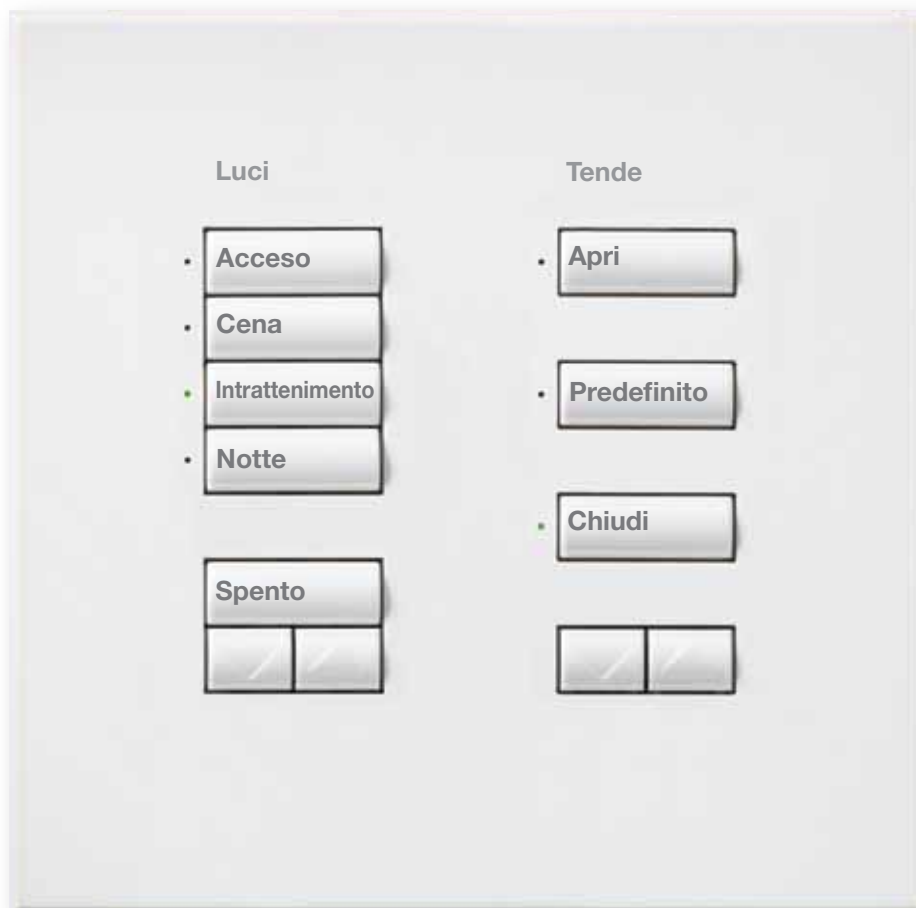 Luci
Acceso
Cena
Intrattenimento
Notte
Spento
Tende
Apri
Predefinito
Chiudi